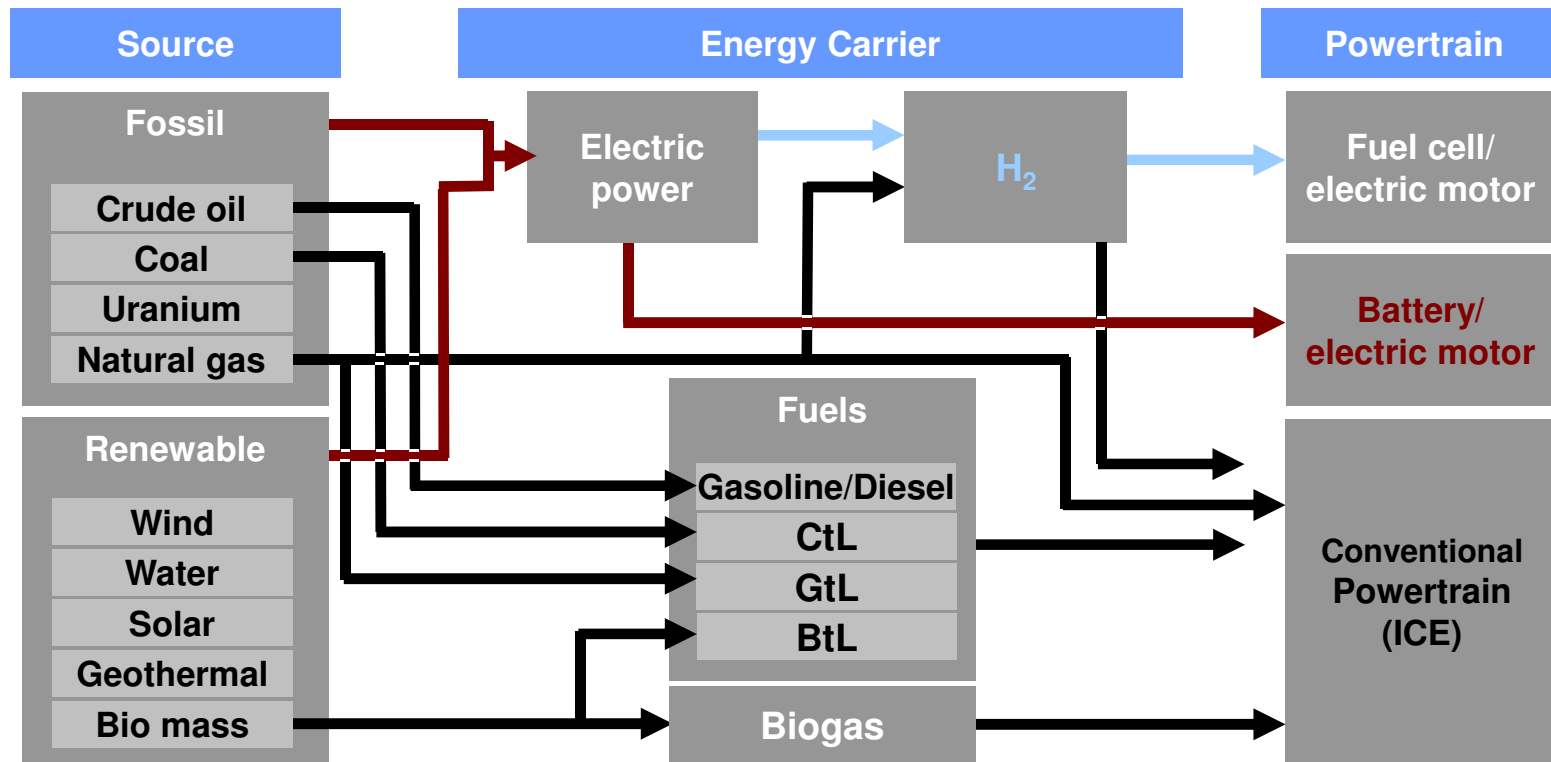 Source
Energy Carrier
Powertrain
Fossil
Crude oil
Coal
Uranium
Natural gas
Renewable
Wind
Water
Solar
Geothermal
Bio mass
Electric
power
H₂
Fuels
Gasoline/Diesel
CtL
GtL
BtL
Biogas
Fuel cell/
electric motor
Battery/
electric motor
Conventional
Powertrain
(ICE)